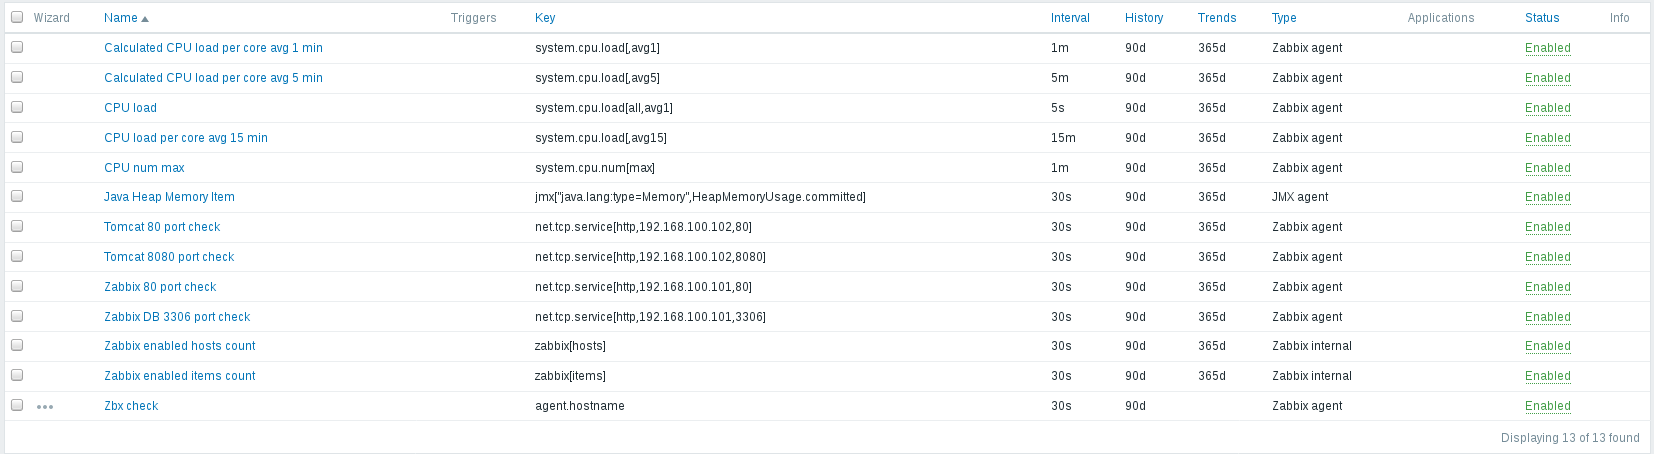 Wizard Name Triggers Key Interval History Trends Type Applications Status Info
Calculated CPU load per core avg 1 min system.cpu.load[,avg1] 1m 90d 365d Zabbix agent Enabled
Calculated CPU load per core avg 5 min system.cpu.load[,avg5] 5m 90d 365d Zabbix agent Enabled
CPU load system.cpu.load[all,avg1] 5s 90d 365d Zabbix agent Enabled
CPU load per core avg 15 min system.cpu.load[,avg15] 15m 90d 365d Zabbix agent Enabled
CPU num max system.cpu.num[max] 1m 90d 365d Zabbix agent Enabled
Java Heap Memory Item jmx["java.lang:type=Memory",HeapMemoryUsage.committed] 30s 90d 365d JMX agent Enabled
Tomcat 80 port check net.tcp.service[http,192.168.100.102,80] 30s 90d 365d Zabbix agent Enabled
Tomcat 8080 port check net.tcp.service[http,192.168.100.102,8080] 30s 90d 365d Zabbix agent Enabled
Zabbix 80 port check net.tcp.service[http,192.168.100.101,80] 30s 90d 365d Zabbix agent Enabled
Zabbix DB 3306 port check net.tcp.service[http,192.168.100.101,3306] 30s 90d 365d Zabbix agent Enabled
Zabbix enabled hosts count zabbix[hosts] 30s 90d 365d Zabbix internal Enabled
Zabbix enabled items count zabbix[items] 30s 90d 365d Zabbix internal Enabled
Zbx check agent.hostname 30s 90d Zabbix agent Enabled
Displaying 13 of 13 found